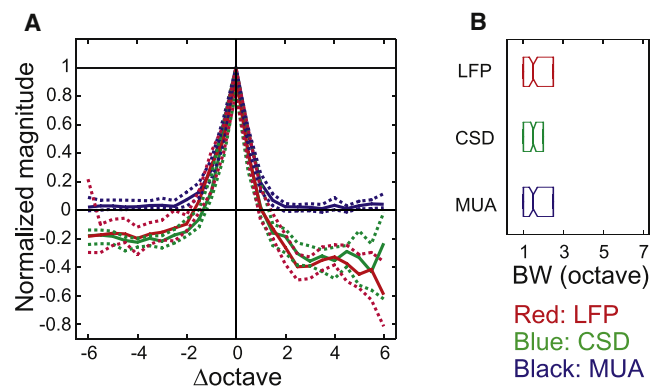 A
B
Normalized magnitude
1
0.8
0.6
0.4
0.2
0
-0.2
-0.4
-0.6
-0.8
-6 -4 -2 0 2 4 6
Δoctave
LFP
CSD
MUA
1 3 5 7
BW (octave)
Red: LFP
Blue: CSD
Black: MUA